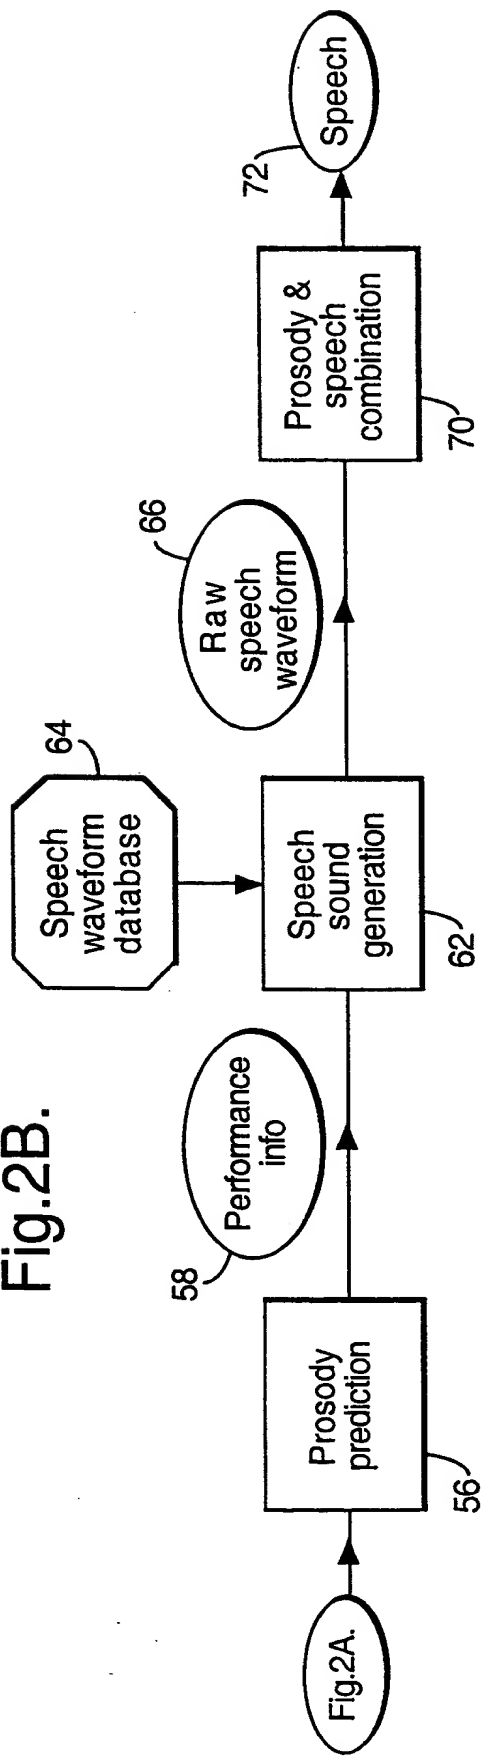 Fig.2B.
Fig.2A.
Prosody
prediction
56
Performance
info
58
Speech
sound
generation
62
Speech
waveform
database
64
Raw
speech
waveform
66
Prosody &
speech
combination
70
Speech
72